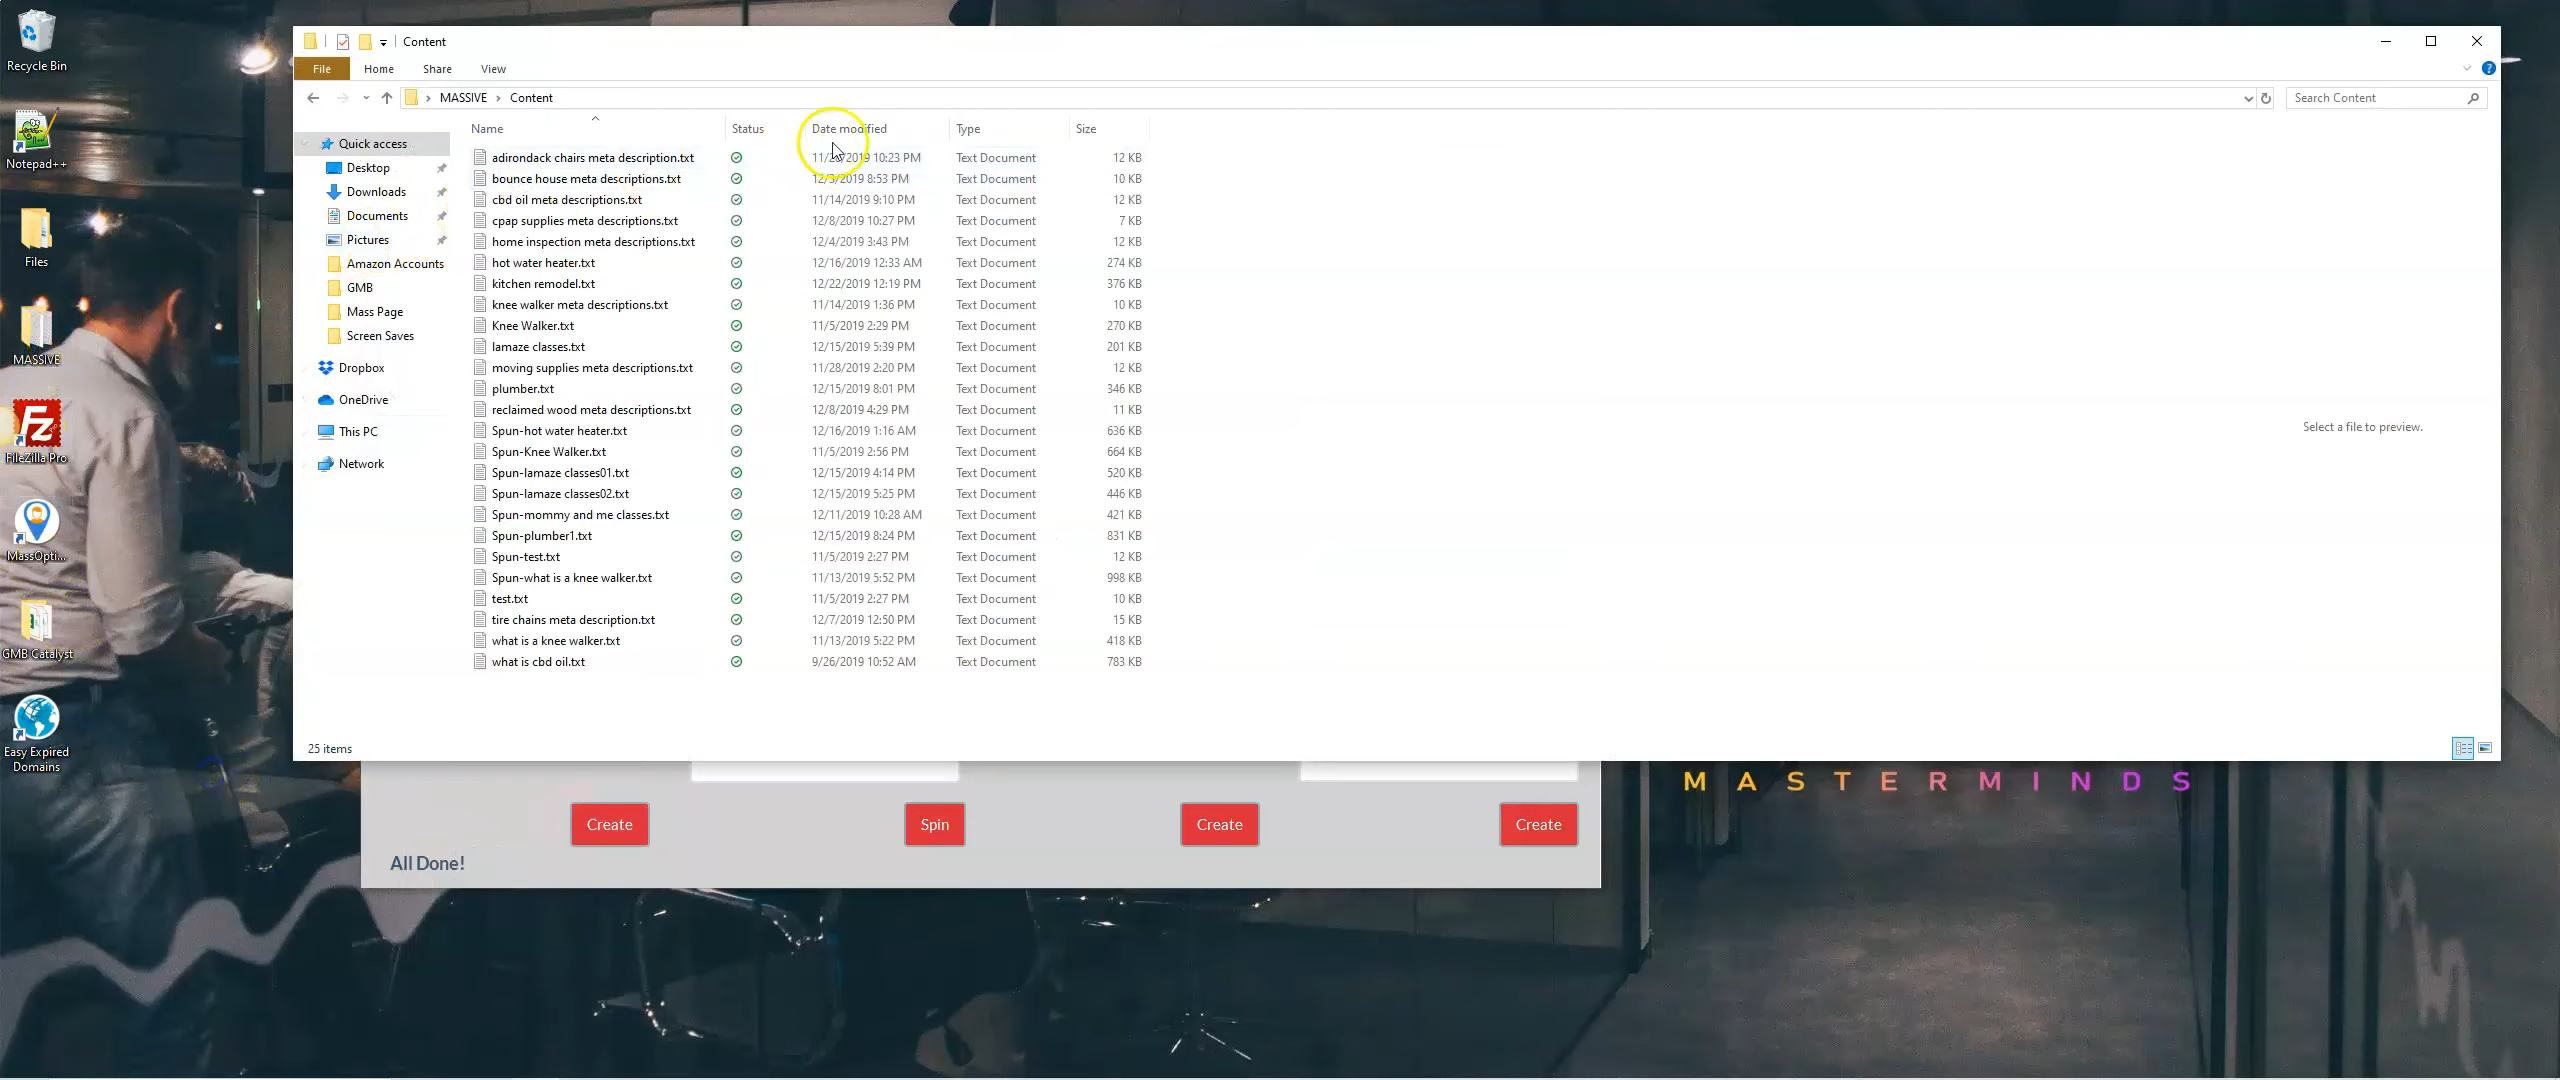 Recycle Bin
Notepad++
Files
MASSIVE
FileZilla Pro
MassOpti...
GMB Catalyst
Easy Expired
Domains
Content
File Home Share View
MASSIVE Content
Search Content
Quick access
Desktop
Downloads
Documents
Pictures
Amazon Accounts
GMB
Mass Page
Screen Saves
Dropbox
OneDrive
This PC
Network
Name Status Date modified Type Size
adirondack chairs meta description.txt 2019 10:23 PM Text Document 12 KB
bounce house meta descriptions.txt 12/3/2019 8:53 PM Text Document 10 KB
cbd oil meta descriptions.txt 11/14/2019 9:10 PM Text Document 12 KB
cpap supplies meta descriptions.txt 12/8/2019 10:27 PM Text Document 7 KB
home inspection meta descriptions.txt 12/4/2019 3:43 PM Text Document 12 KB
hot water heater.txt 12/16/2019 12:33 AM Text Document 274 KB
kitchen remodel.txt 12/22/2019 12:19 PM Text Document 376 KB
knee walker meta descriptions.txt 11/14/2019 1:36 PM Text Document 10 KB
Knee Walker.txt 11/5/2019 2:29 PM Text Document 270 KB
lamaze classes.txt 12/15/2019 5:39 PM Text Document 201 KB
moving supplies meta descriptions.txt 11/28/2019 2:20 PM Text Document 12 KB
plumber.txt 12/15/2019 8:01 PM Text Document 346 KB
reclaimed wood meta descriptions.txt 12/8/2019 4:29 PM Text Document 11 KB
Spun-hot water heater.txt 12/16/2019 1:16 AM Text Document 636 KB
Spun-Knee Walker.txt 11/5/2019 2:56 PM Text Document 664 KB
Spun-lamaze classes01.txt 12/15/2019 4:14 PM Text Document 520 KB
Spun-lamaze classes02.txt 12/15/2019 5:25 PM Text Document 446 KB
Spun-mommy and me classes.txt 12/11/2019 10:28 AM Text Document 421 KB
Spun-plumber1.txt 12/15/2019 8:24 PM Text Document 831 KB
Spun-test.txt 11/5/2019 2:27 PM Text Document 12 KB
Spun-what is a knee walker.txt 11/13/2019 5:52 PM Text Document 998 KB
test.txt 11/5/2019 2:27 PM Text Document 10 KB
tire chains meta description.txt 12/7/2019 12:50 PM Text Document 15 KB
what is a knee walker.txt 11/13/2019 5:22 PM Text Document 418 KB
what is cbd oil.txt 9/26/2019 10:52 AM Text Document 783 KB
Select a file to preview.
25 items
MASTERMINDS
Create Spin Create Create
All Done!